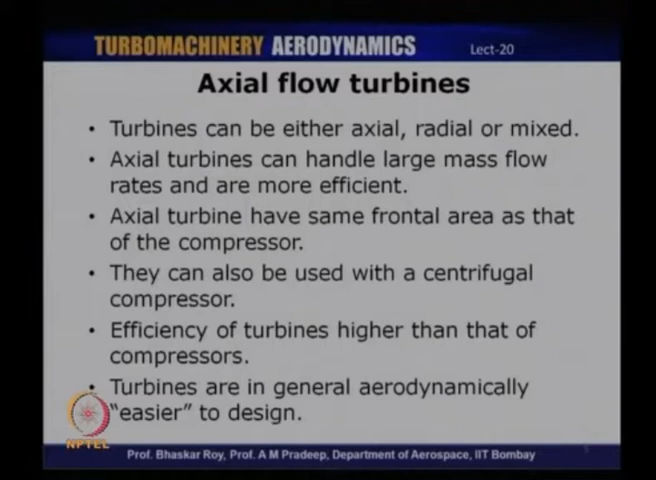 TURBOMACHINERY AERODYNAMICS Lect-20
Axial flow turbines
• Turbines can be either axial, radial or mixed.
• Axial turbines can handle large mass flow
rates and are more efficient.
• Axial turbine have same frontal area as that
of the compressor.
• They can also be used with a centrifugal
compressor.
• Efficiency of turbines higher than that of
compressors.
• Turbines are in general aerodynamically
"easier" to design.
NPTEL
Prof. Bhaskar Roy, Prof. A M Pradeep, Department of Aerospace, IIT Bombay